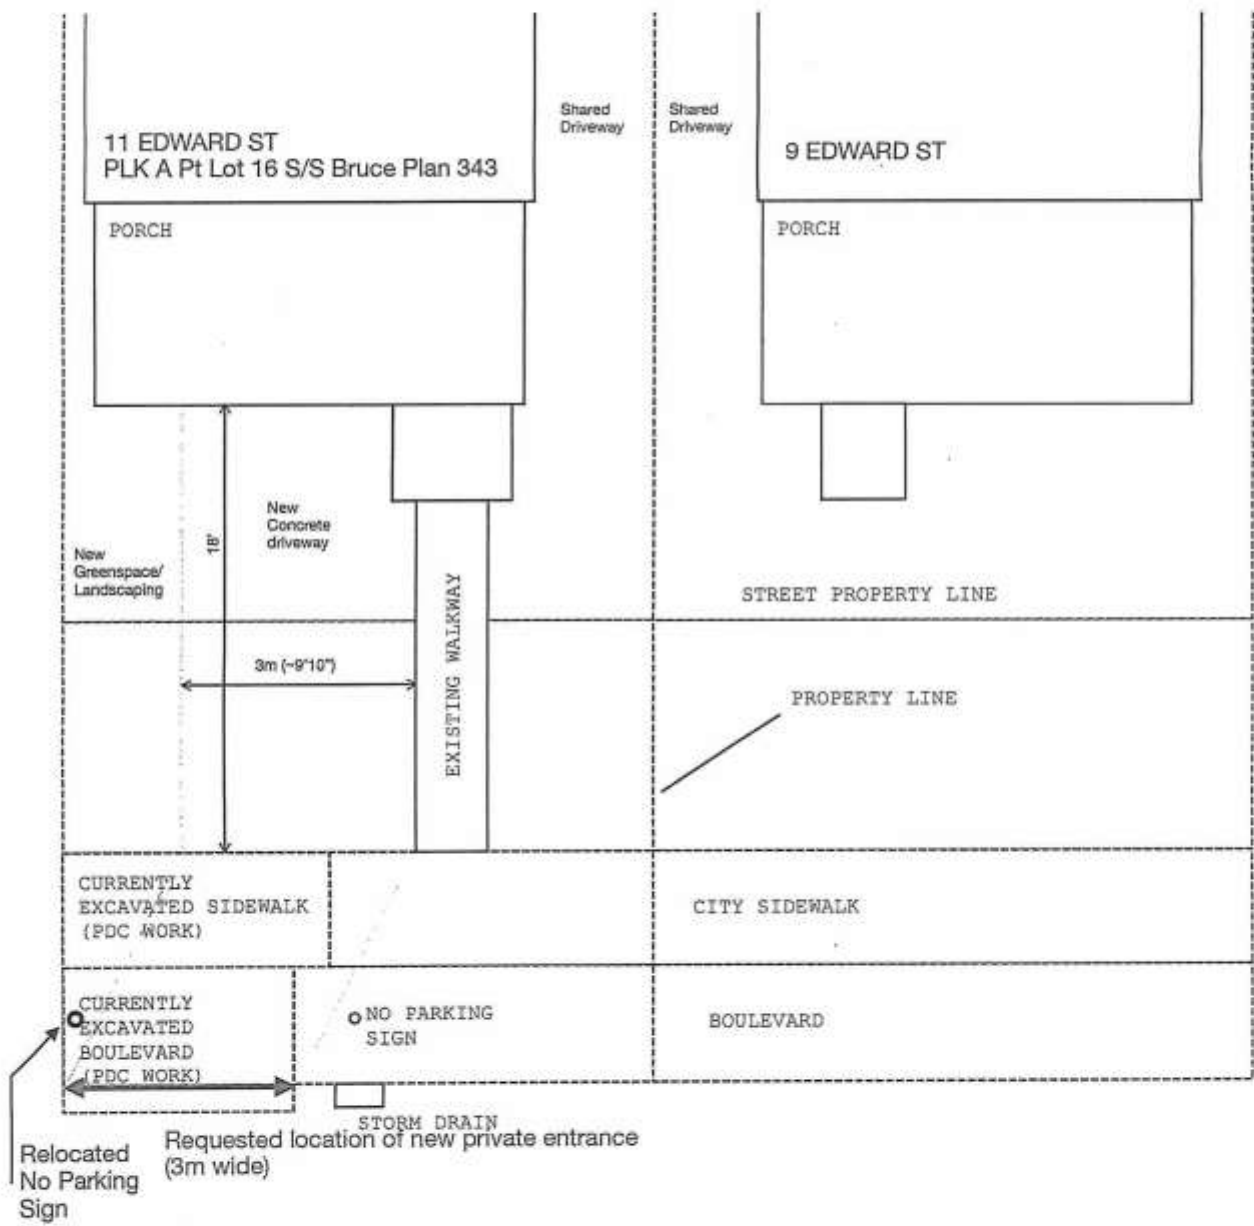 Shared
Driveway
Shared
Driveway
11 EDWARD ST
PLK A Pt Lot 16 S/S Bruce Plan 343
9 EDWARD ST
PORCH
PORCH
New
Concrete
driveway
18'
New
Greenspace/
Landscaping
STREET PROPERTY LINE
3m (~9"10")
EXISTING WALKWAY
PROPERTY LINE
CURRENTLY
EXCAVATED SIDEWALK
(PDC WORK)
CITY SIDEWALK
CURRENTLY
EXCAVATED
BOULEVARD
(PDC WORK)
NO PARKING
SIGN
BOULEVARD
STORM DRAIN
Requested location of new private entrance
(3m wide)
Relocated
No Parking
Sign